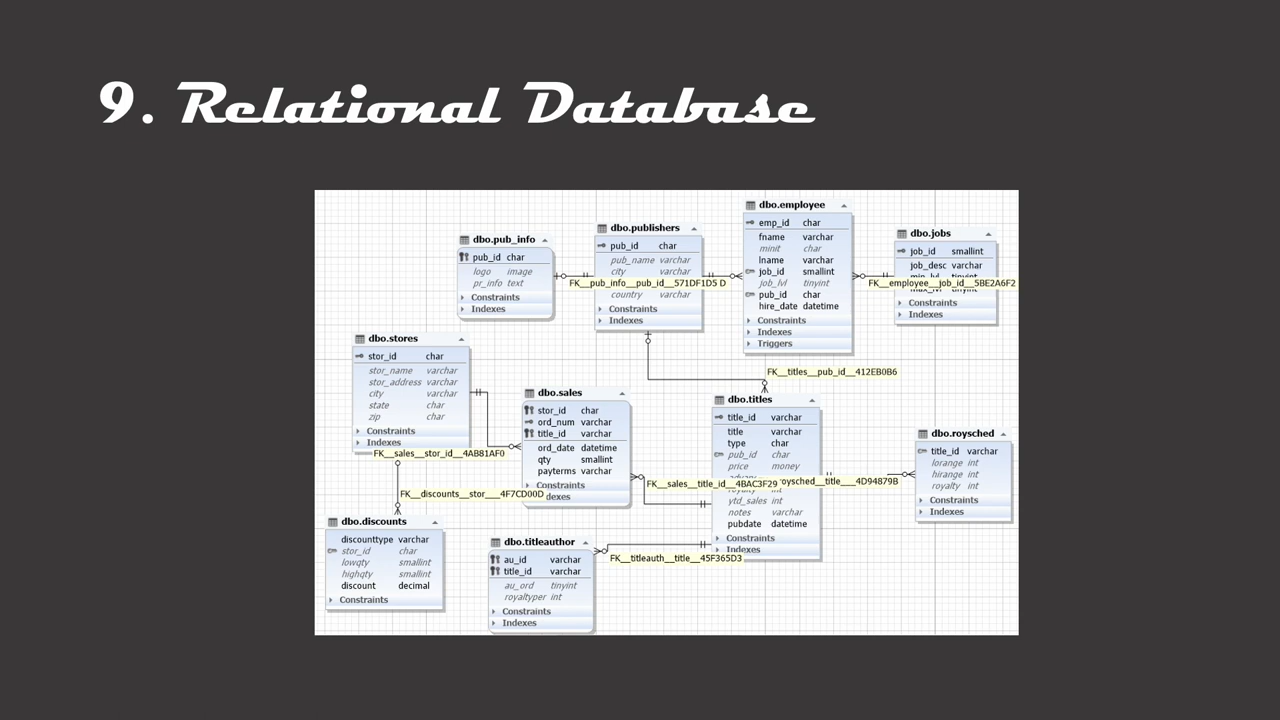 9. Relational Database
dbo.pub_info
pub_id char
logo image
pr_info text
Constraints
Indexes
dbo.publishers
pub_id char
pub_name varchar
city varchar
country varchar
Constraints
Indexes
FK__pub_info__pub_id__571DF1D5 D
dbo.employee
emp_id char
fname varchar
minit char
lname varchar
job_id smallint
job_lvl tinyint
pub_id char
hire_date datetime
Constraints
Indexes
Triggers
dbo.jobs
job_id smallint
job_desc varchar
FK__employee__job_id__5BE2A6F2
Constraints
Indexes
dbo.stores
stor_id char
stor_name varchar
stor_address varchar
city varchar
state char
zip char
Constraints
Indexes
FK__sales__stor_id__4AB81AF0
dbo.sales
stor_id char
ord_num varchar
title_id varchar
ord_date datetime
qty smallint
payterms varchar
Constraints
FK__discounts__stor___4F7CD00D
FK__titles__pub_id__412EB0B6
dbo.titles
title_id varchar
title varchar
type char
pub_id char
price money
FK__sales__title_id__4BAC3F29
oysched__title___4D94879B
ytd_sales int
notes varchar
pubdate datetime
Constraints
Indexes
dbo.roysched
title_id varchar
lorange int
hirange int
royalty int
Constraints
Indexes
dbo.discounts
discounttype varchar
stor_id char
lowqty smallint
highqty smallint
discount decimal
Constraints
dbo.titleauthor
au_id varchar
title_id varchar
au_ord tinyint
royaltyper int
Constraints
Indexes
FK__titleauth__title__45F365D3